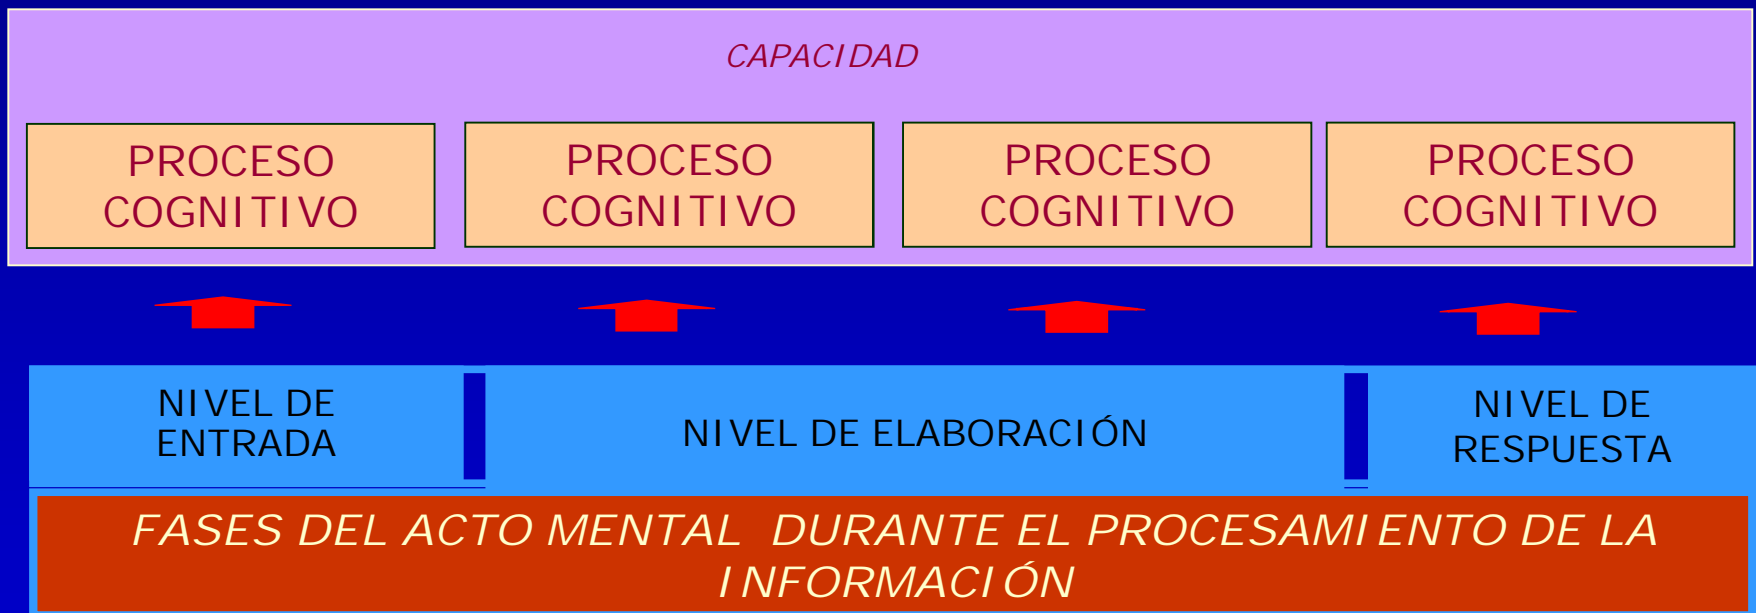 CAPACIDAD
PROCESO
COGNITIVO
PROCESO
COGNITIVO
PROCESO
COGNITIVO
PROCESO
COGNITIVO
NIVEL DE
ENTRADA
NIVEL DE ELABORACIÓN
NIVEL DE
RESPUESTA
FASES DEL ACTO MENTAL DURANTE EL PROCESAMIENTO DE LA
INFORMACIÓN